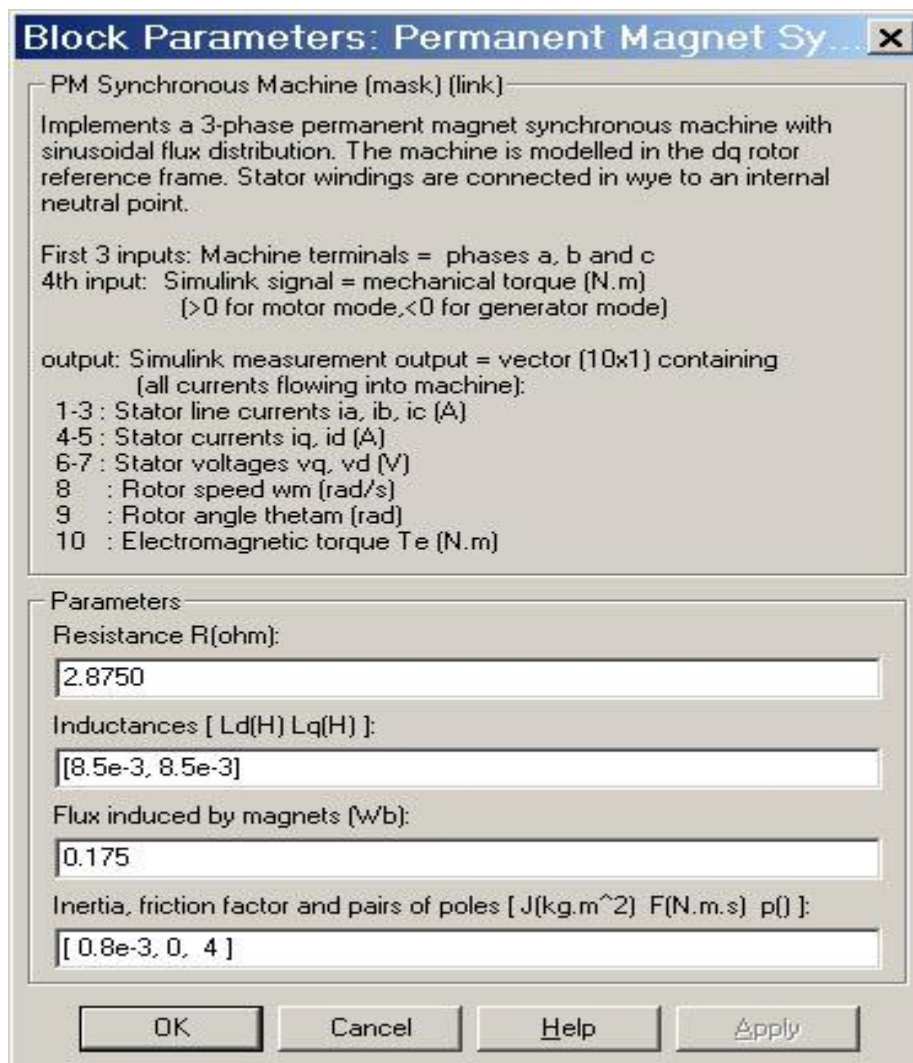 Block Parameters: Permanent Magnet Sy...
PM Synchronous Machine (mask) (link)
Implements a 3-phase permanent magnet synchronous machine with
sinusoidal flux distribution. The machine is modelled in the dq rotor
reference frame. Stator windings are connected in wye to an internal
neutral point.
First 3 inputs: Machine terminals = phases a, b and c
4th input: Simulink signal = mechanical torque (N.m)
(>0 for motor mode,<0 for generator mode)
output: Simulink measurement output = vector (10x1) containing
(all currents flowing into machine):
1-3 : Stator line currents ia, ib, ic (A)
4-5 : Stator currents iq, id (A)
6-7 : Stator voltages vq, vd (V)
8 : Rotor speed wm (rad/s)
9 : Rotor angle thetam (rad)
10 : Electromagnetic torque Te (N.m)
Parameters
Resistance R(ohm):
2.8750
Inductances [ Ld(H) Lq(H) ]:
[8.5e-3, 8.5e-3]
Flux induced by magnets (Wb):
0.175
Inertia, friction factor and pairs of poles [ J(kg.m^2) F(N.m.s) p() ]:
[ 0.8e-3, 0, 4 ]
OK Cancel Help Apply